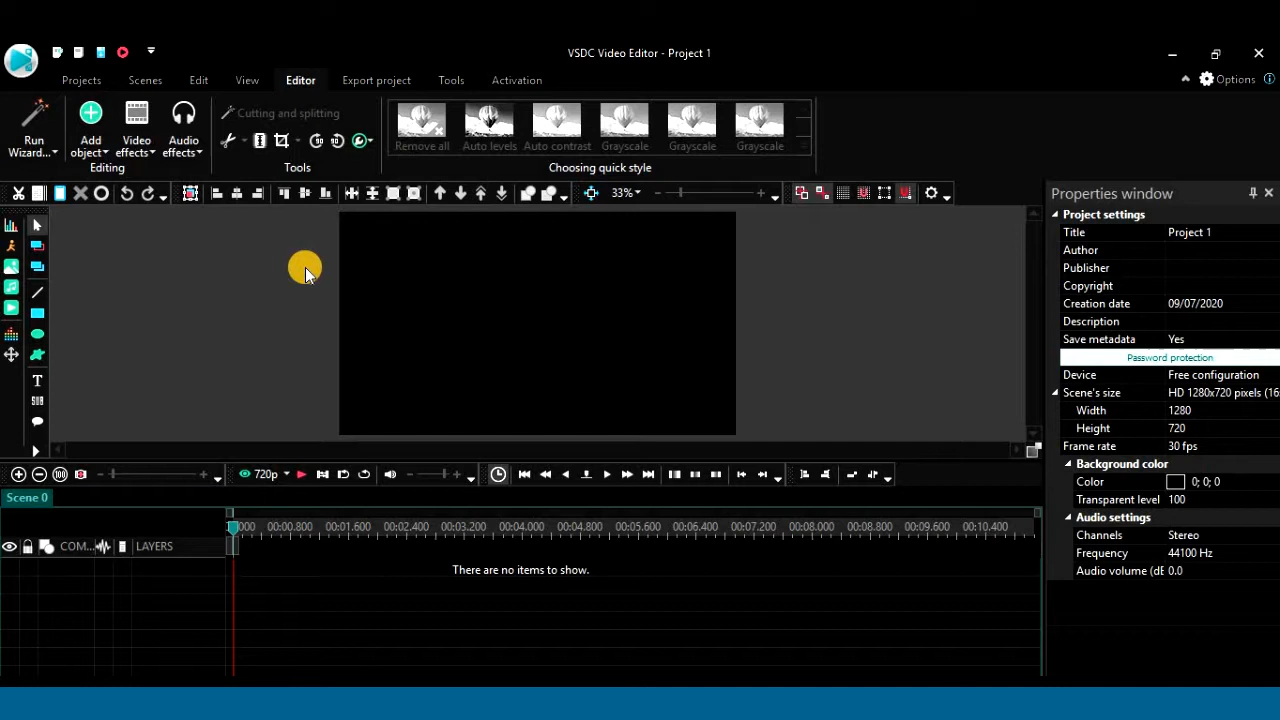 VSDC Video Editor - Project 1
Projects Scenes Edit View Editor Export project Tools Activation Options
Run Wizard...
Add object
Video effects
Audio effects
Editing
Cutting and splitting
Tools
Remove all Auto levels Auto contrast Grayscale Grayscale Grayscale
Choosing quick style
33%
Properties window
Project settings
Title Project 1
Author
Publisher
Copyright
Creation date 09/07/2020
Description
Save metadata Yes
Password protection
Device Free configuration
Scene's size HD 1280x720 pixels (16:
Width 1280
Height 720
Frame rate 30 fps
Background color
Color 0; 0; 0
Transparent level 100
Audio settings
Channels Stereo
Frequency 44100 Hz
Audio volume (dE 0.0
T
720p
Scene 0
000 00:00.800 00:01.600 00:02.400 00:03.200 00:04.000 00:04.800 00:05.600 00:06.400 00:07.200 00:08.000 00:08.800 00:09.600 00:10.400
COM... LAYERS
There are no items to show.